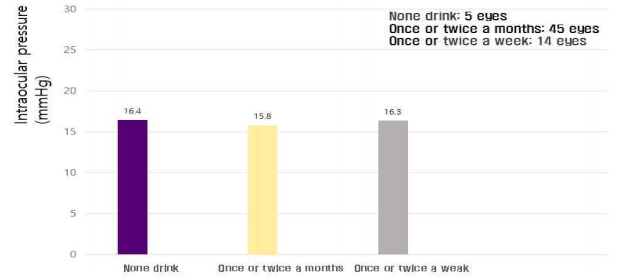 None drink: 5 eyes
Once or twice a months: 45 eyes
Once or twice a week: 14 eyes
Intraocular pressure
(mmHg)
30
25
20
15
10
5
0
16.4
15.8
16.3
None drink
Once or twice a months
Once or twice a weak